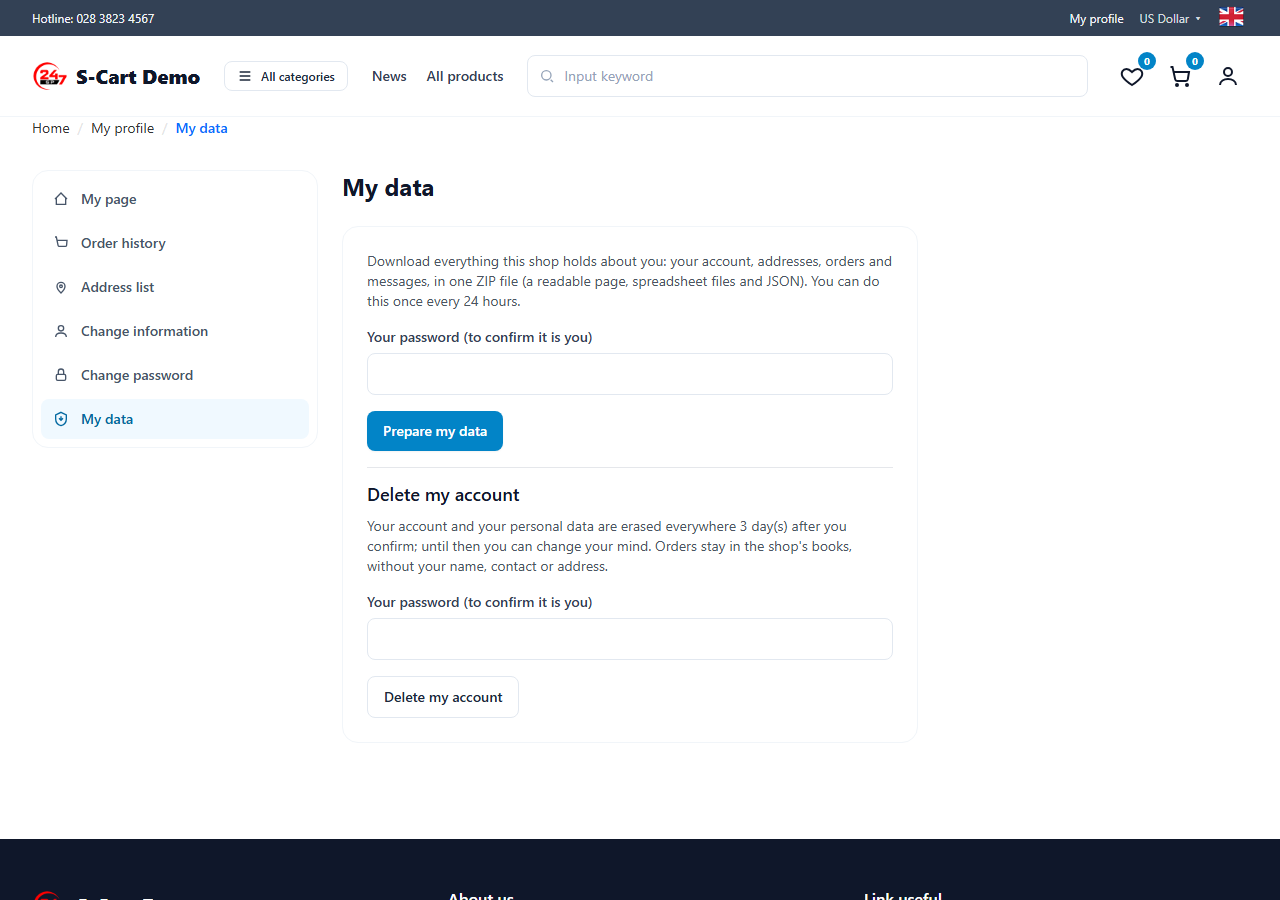 Hotline: 028 3823 4567
My profile
US Dollar
247
S-Cart Demo
All categories
News
All products
Input keyword
0
0
Home / My profile / My data
My page
Order history
Address list
Change information
Change password
My data
My data
Download everything this shop holds about you: your account, addresses, orders and
messages, in one ZIP file (a readable page, spreadsheet files and JSON). You can do
this once every 24 hours.
Your password (to confirm it is you)
Prepare my data
Delete my account
Your account and your personal data are erased everywhere 3 day(s) after you
confirm; until then you can change your mind. Orders stay in the shop's books,
without your name, contact or address.
Your password (to confirm it is you)
Delete my account
About us
Link useful